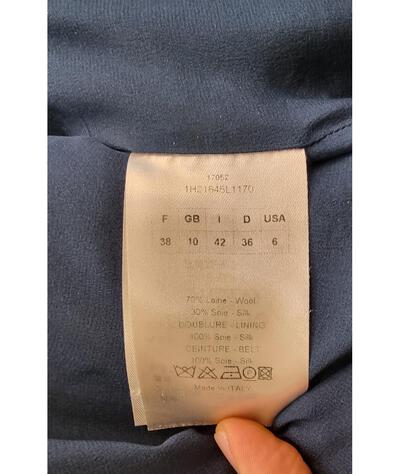 17052
1H21645L1170
F GB I D USA
38 10 42 36 6
70% Laine - Wool
30% Soie - Silk
DOUBLURE - LINING
100% Soie - Silk
CEINTURE - BELT
100% Soie - Silk
Made in ITALY